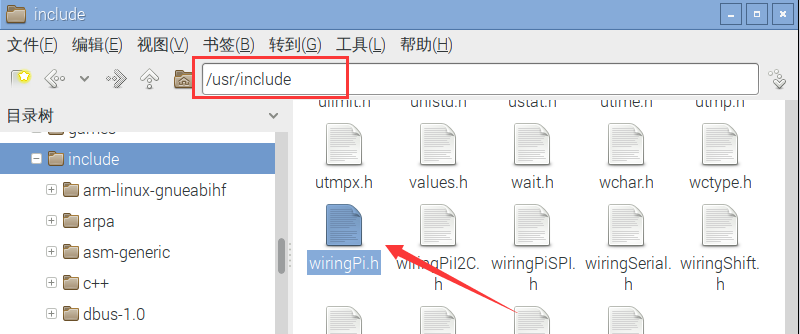 include
文件(F) 编辑(E) 视图(V) 书签(B) 转到(G) 工具(L) 帮助(H)
/usr/include
目录树
games
include
arm-linux-gnueabihf
arpa
asm-generic
c++
dbus-1.0
ulimit.h unistd.h ustat.h utime.h utmp.h
utmpx.h values.h wait.h wchar.h wctype.h
wiringPi.h wiringPiI2C.h wiringPiSPI.h wiringSerial.h wiringShift.h